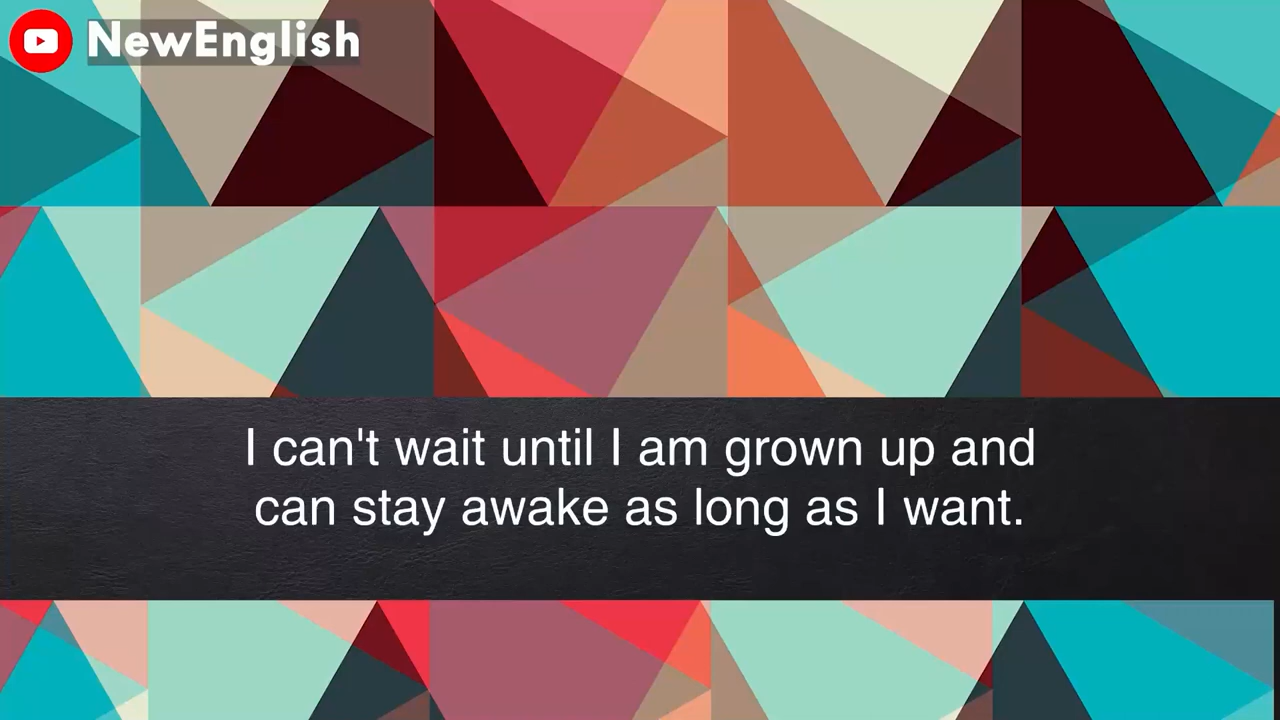 NewEnglish
I can't wait until I am grown up and
can stay awake as long as I want.